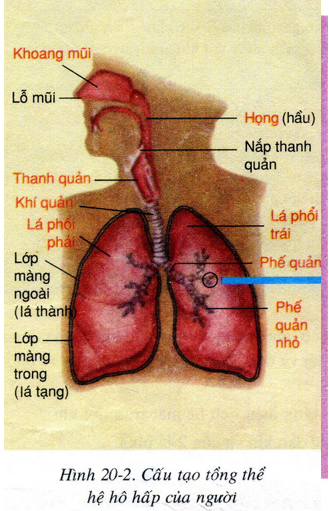 Khoang mũi
Lỗ mũi
Họng (hầu)
Nắp thanh
quản
Thanh quản
Khí quản
Lá phổi
phải
Lá phổi
trái
Lớp
màng
ngoài
(lá thành)
Phế quản
Phế
quản
nhỏ
Lớp
màng
trong
(lá tạng)
Hình 20-2. Cấu tạo tổng thể
hệ hô hấp của người